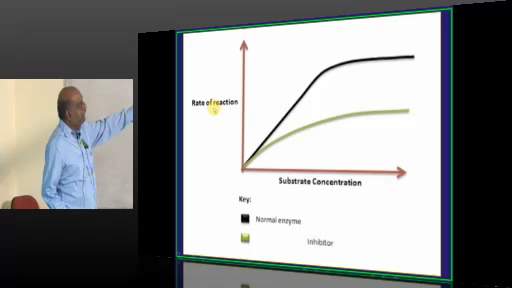 Rate of reaction
Substrate Concentration
Key:
Normal enzyme
Inhibitor